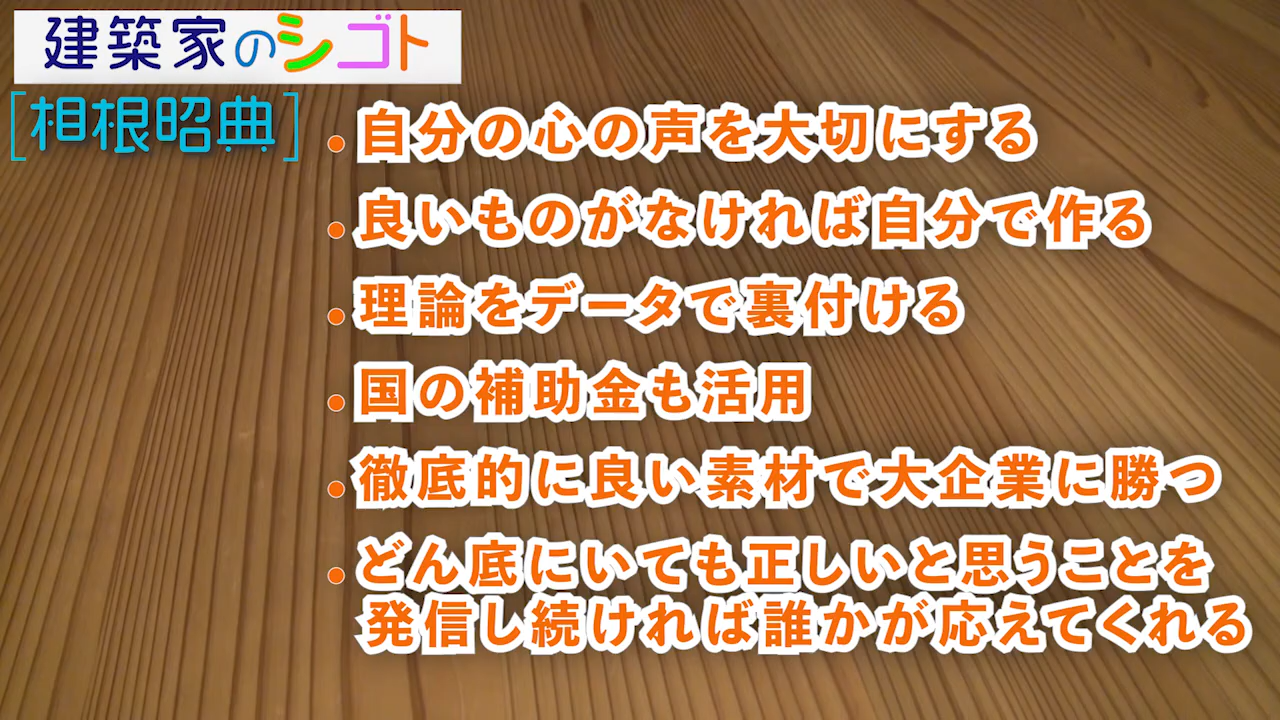 建築家のシゴト
[相根昭典]
・自分の心の声を大切にする
・良いものがなければ自分で作る
・理論をデータで裏付ける
・国の補助金も活用
・徹底的に良い素材で大企業に勝つ
・どん底にいても正しいと思うことを
発信し続ければ誰かが応えてくれる